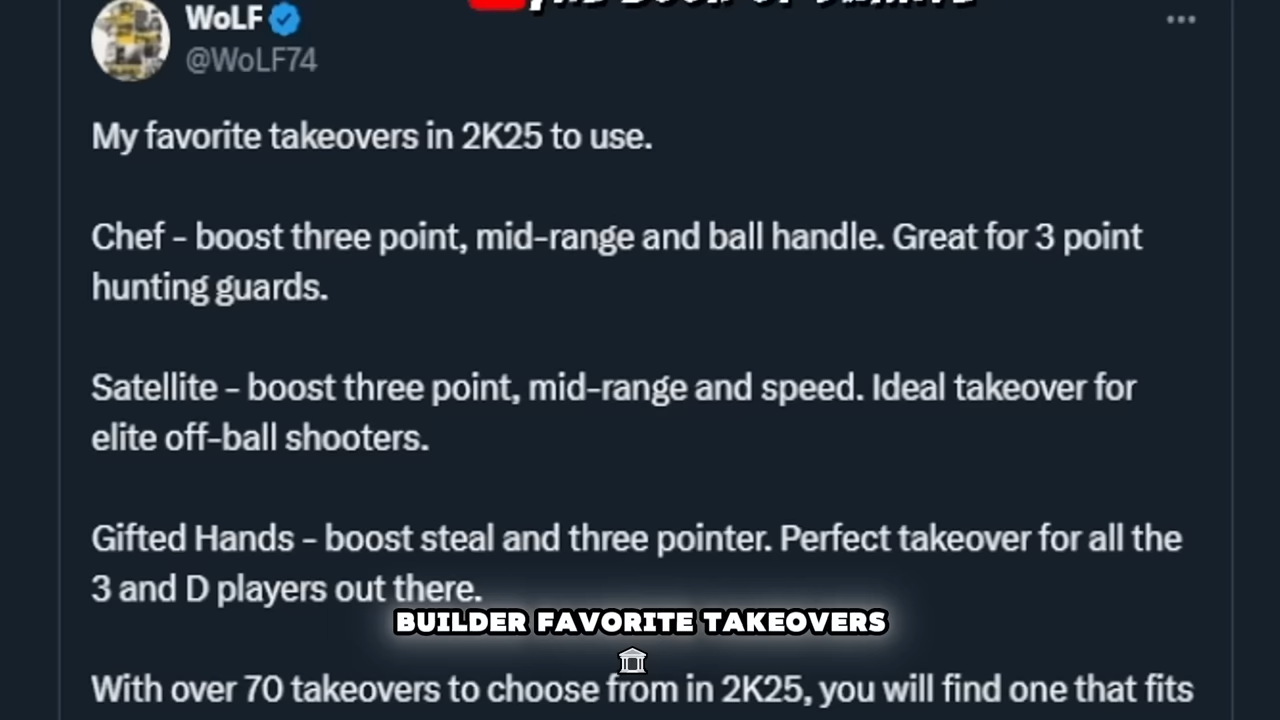 WoLF
@WoLF74
My favorite takeovers in 2K25 to use.
Chef - boost three point, mid-range and ball handle. Great for 3 point
hunting guards.
Satellite - boost three point, mid-range and speed. Ideal takeover for
elite off-ball shooters.
Gifted Hands - boost steal and three pointer. Perfect takeover for all the
3 and D players out there.
BUILDER FAVORITE TAKEOVERS
With over 70 takeovers to choose from in 2K25, you will find one that fits